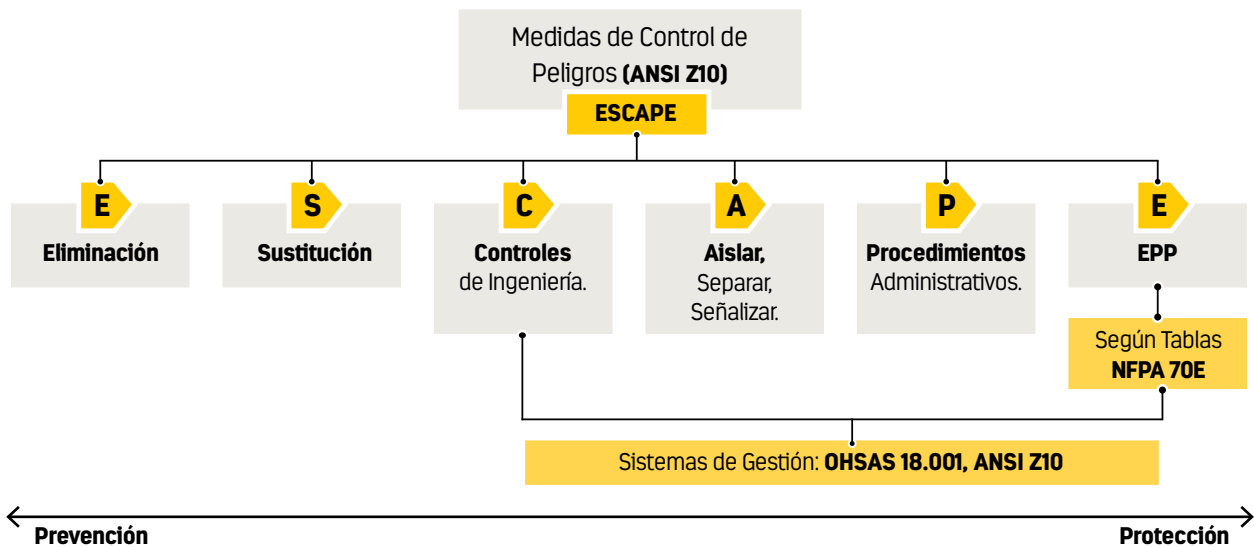 Medidas de Control de
Peligros (ANSI Z10)
ESCAPE
E
Eliminación
S
Sustitución
C
Controles
de Ingeniería.
A
Aislar,
Separar,
Señalizar.
P
Procedimientos
Administrativos.
E
EPP
Según Tablas
NFPA 70E
Sistemas de Gestión: OHSAS 18.001, ANSI Z10
Prevención
Protección